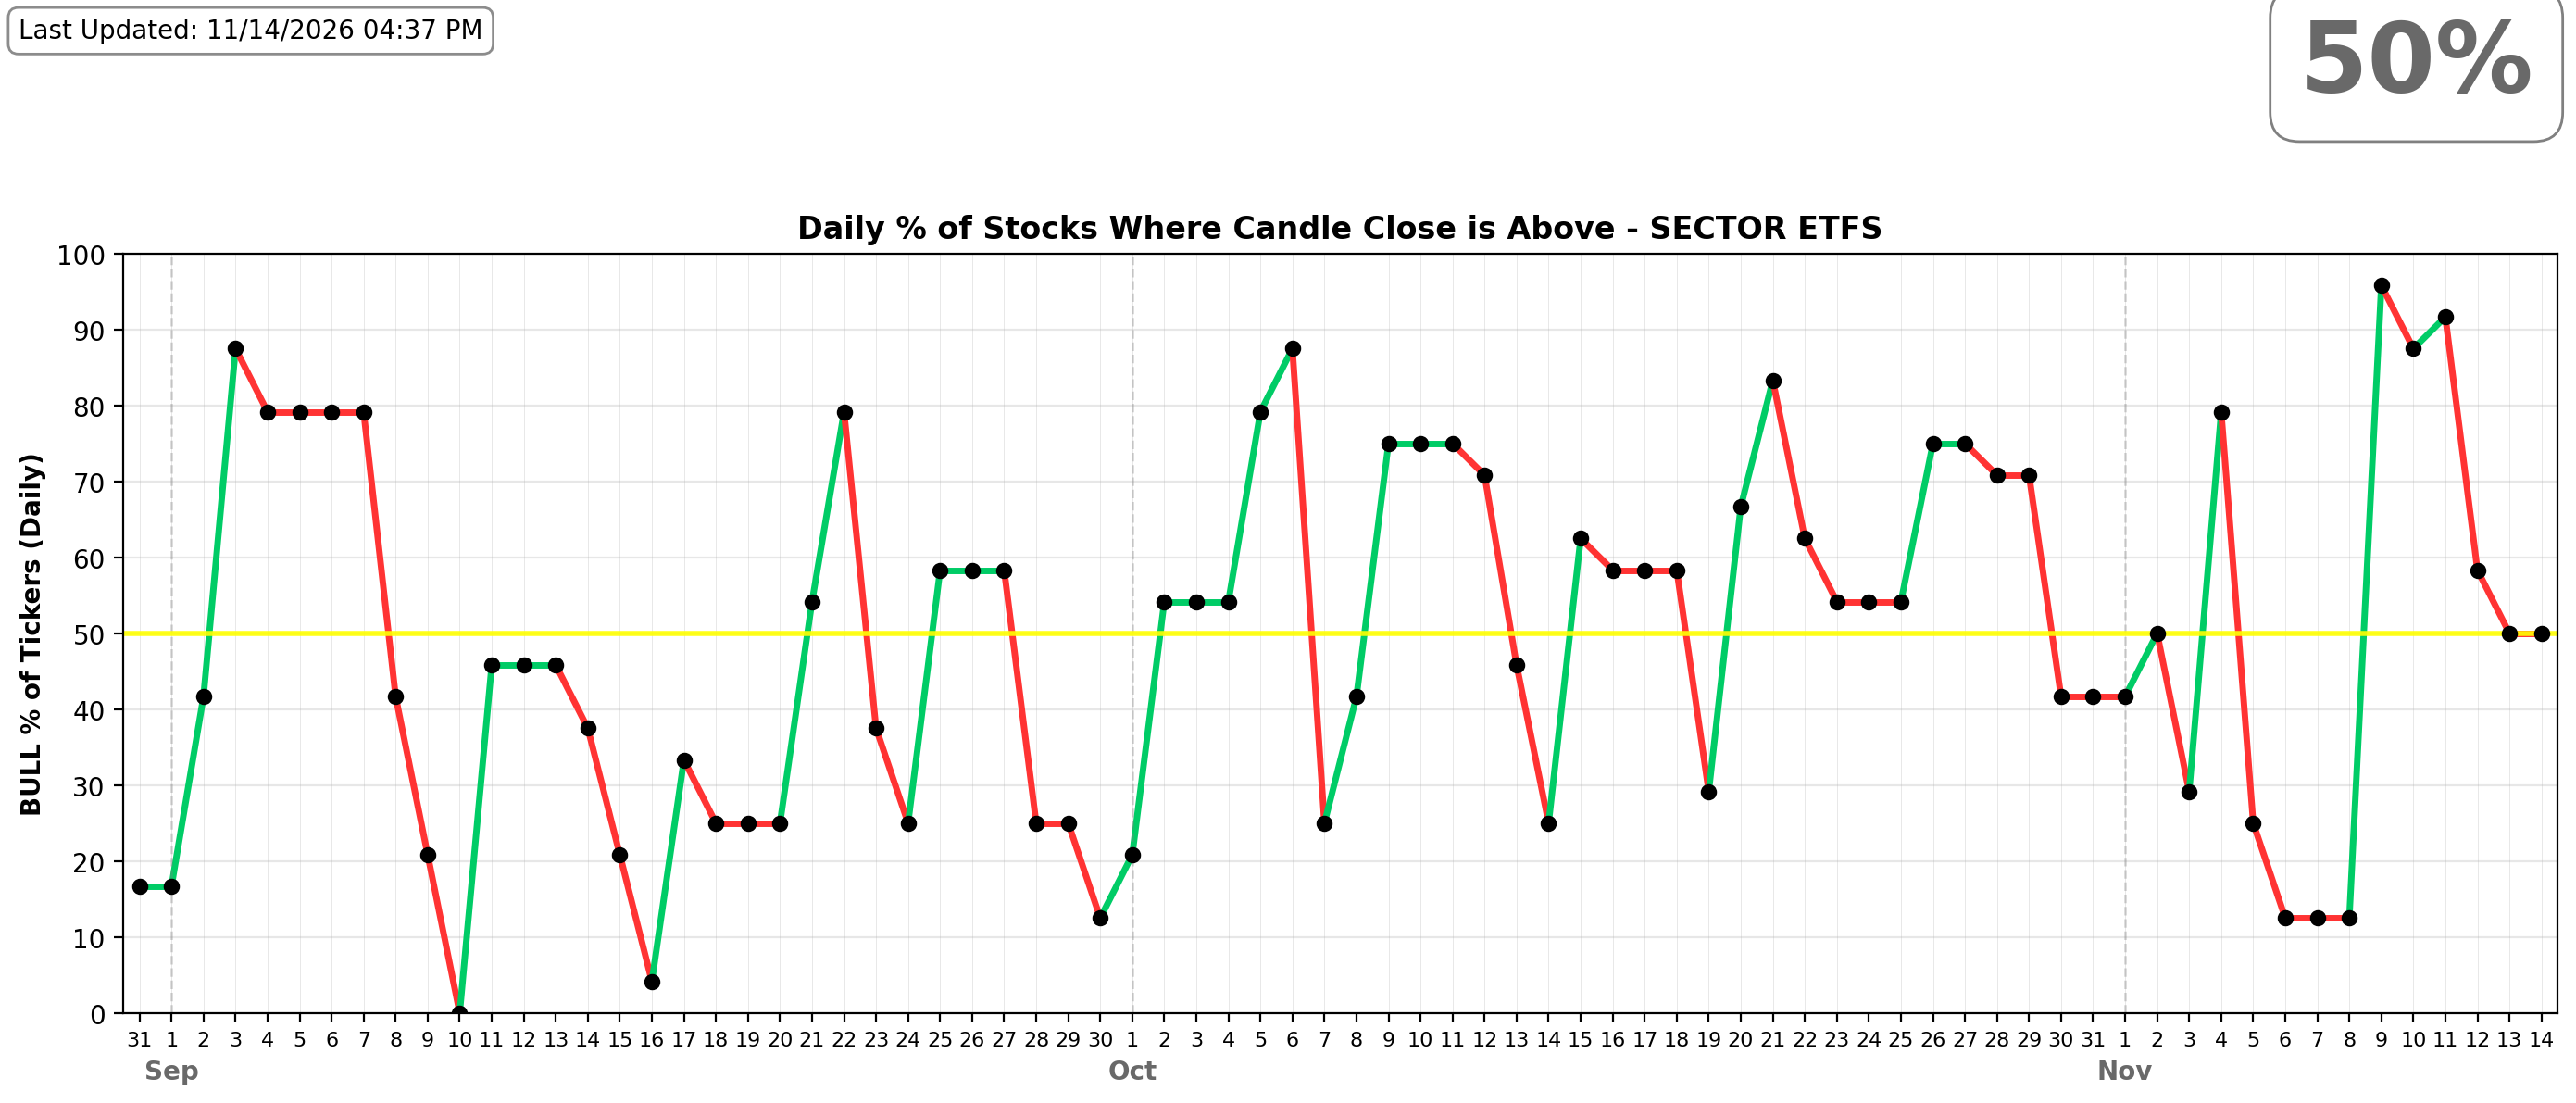 Last Updated: 11/14/2026 04:37 PM
50%
Daily % of Stocks Where Candle Close is Above - SECTOR ETFS
BULL % of Tickers (Daily)
100
90
80
70
60
50
40
30
20
10
0
31 1 2 3 4 5 6 7 8 9 10 11 12 13 14 15 16 17 18 19 20 21 22 23 24 25 26 27 28 29 30 1 2 3 4 5 6 7 8 9 10 11 12 13 14 15 16 17 18 19 20 21 22 23 24 25 26 27 28 29 30 31 1 2 3 4 5 6 7 8 9 10 11 12 13 14
Sep Oct Nov